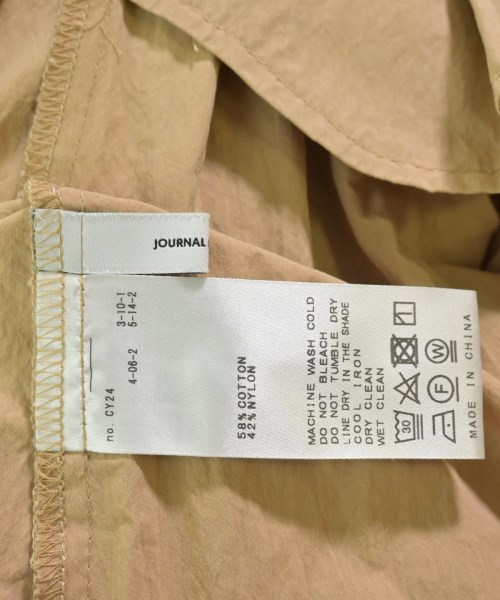 JOURNAL
no. CY24
4-06-2
3-10-1
5-14-2
58% COTTON
42% NYLON
MACHINE WASH COLD
DO NOT BLEACH
DO NOT TUMBLE DRY
LINE DRY IN THE SHADE
COOL IRON
DRY CLEAN
WET CLEAN
30
F
W
MADE IN CHINA